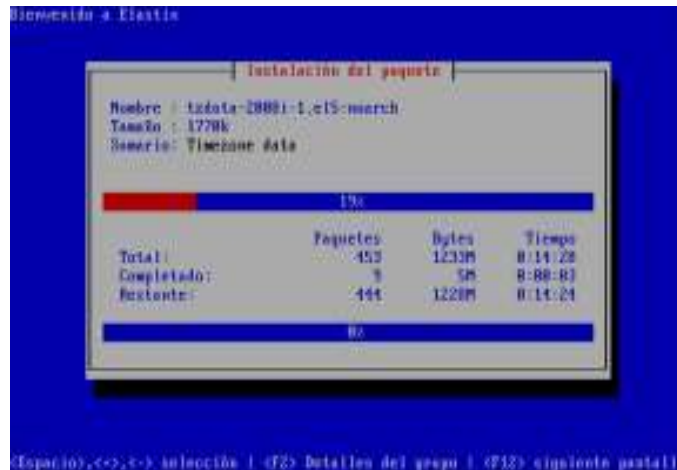 Bienvenido a Elastix
Instalación del paquete
Nombre : tzdata-2008i-1.el5-noarch
Tamaño : 1770k
Sumario: Timezone data
19%
Paquetes Bytes Tiempo
Total : 453 1233M 0:14:28
Completado: 9 5M 0:00:03
Restante: 444 1228M 0:14:24
0%
<Espacio>,<+>,<-> selección | <F2> Detalles del grupo | <F12> siguiente pantall